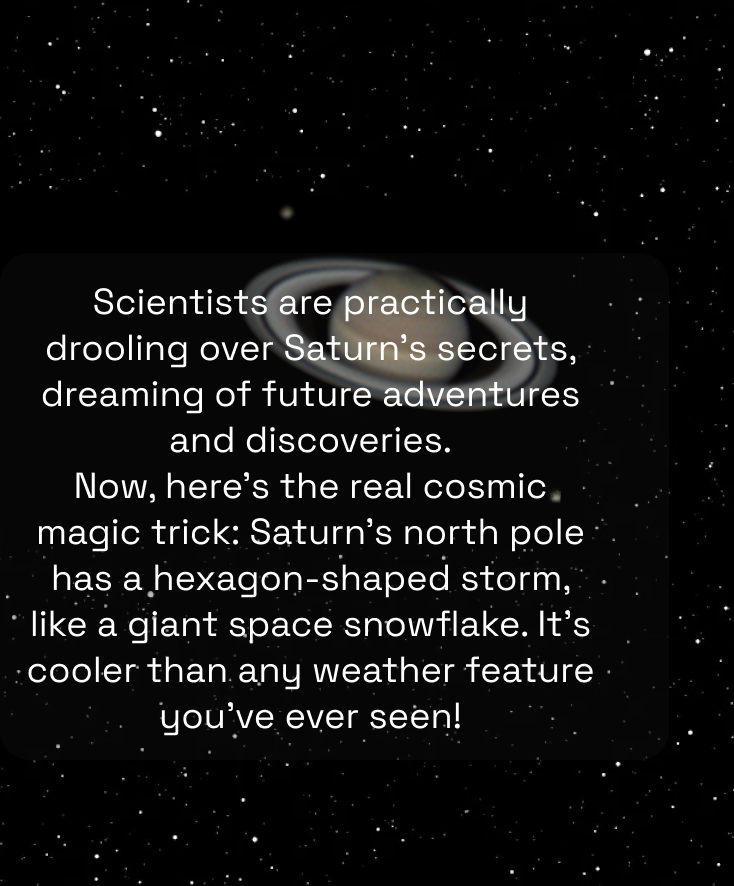 Scientists are practically
drooling over Saturn's secrets,
dreaming of future adventures
and discoveries.
Now, here's the real cosmic
magic trick: Saturn's north pole
has a hexagon-shaped storm,
like a giant space snowflake. It's
cooler than any weather feature
you've ever seen!